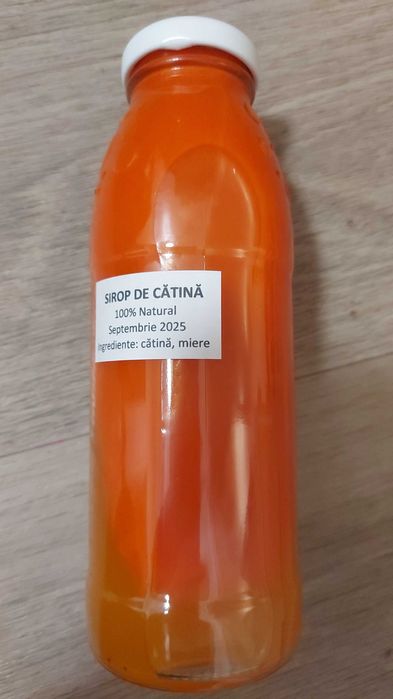 SIROP DE CĂTINĂ
100% Natural
Septembrie 2025
Ingrediente: cătină, miere